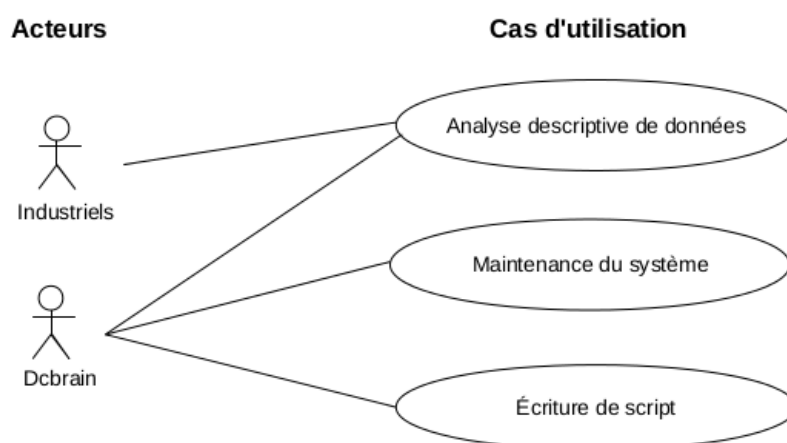 Acteurs
Cas d'utilisation
Analyse descriptive de données
Industriels
Maintenance du système
Dcbrain
Écriture de script